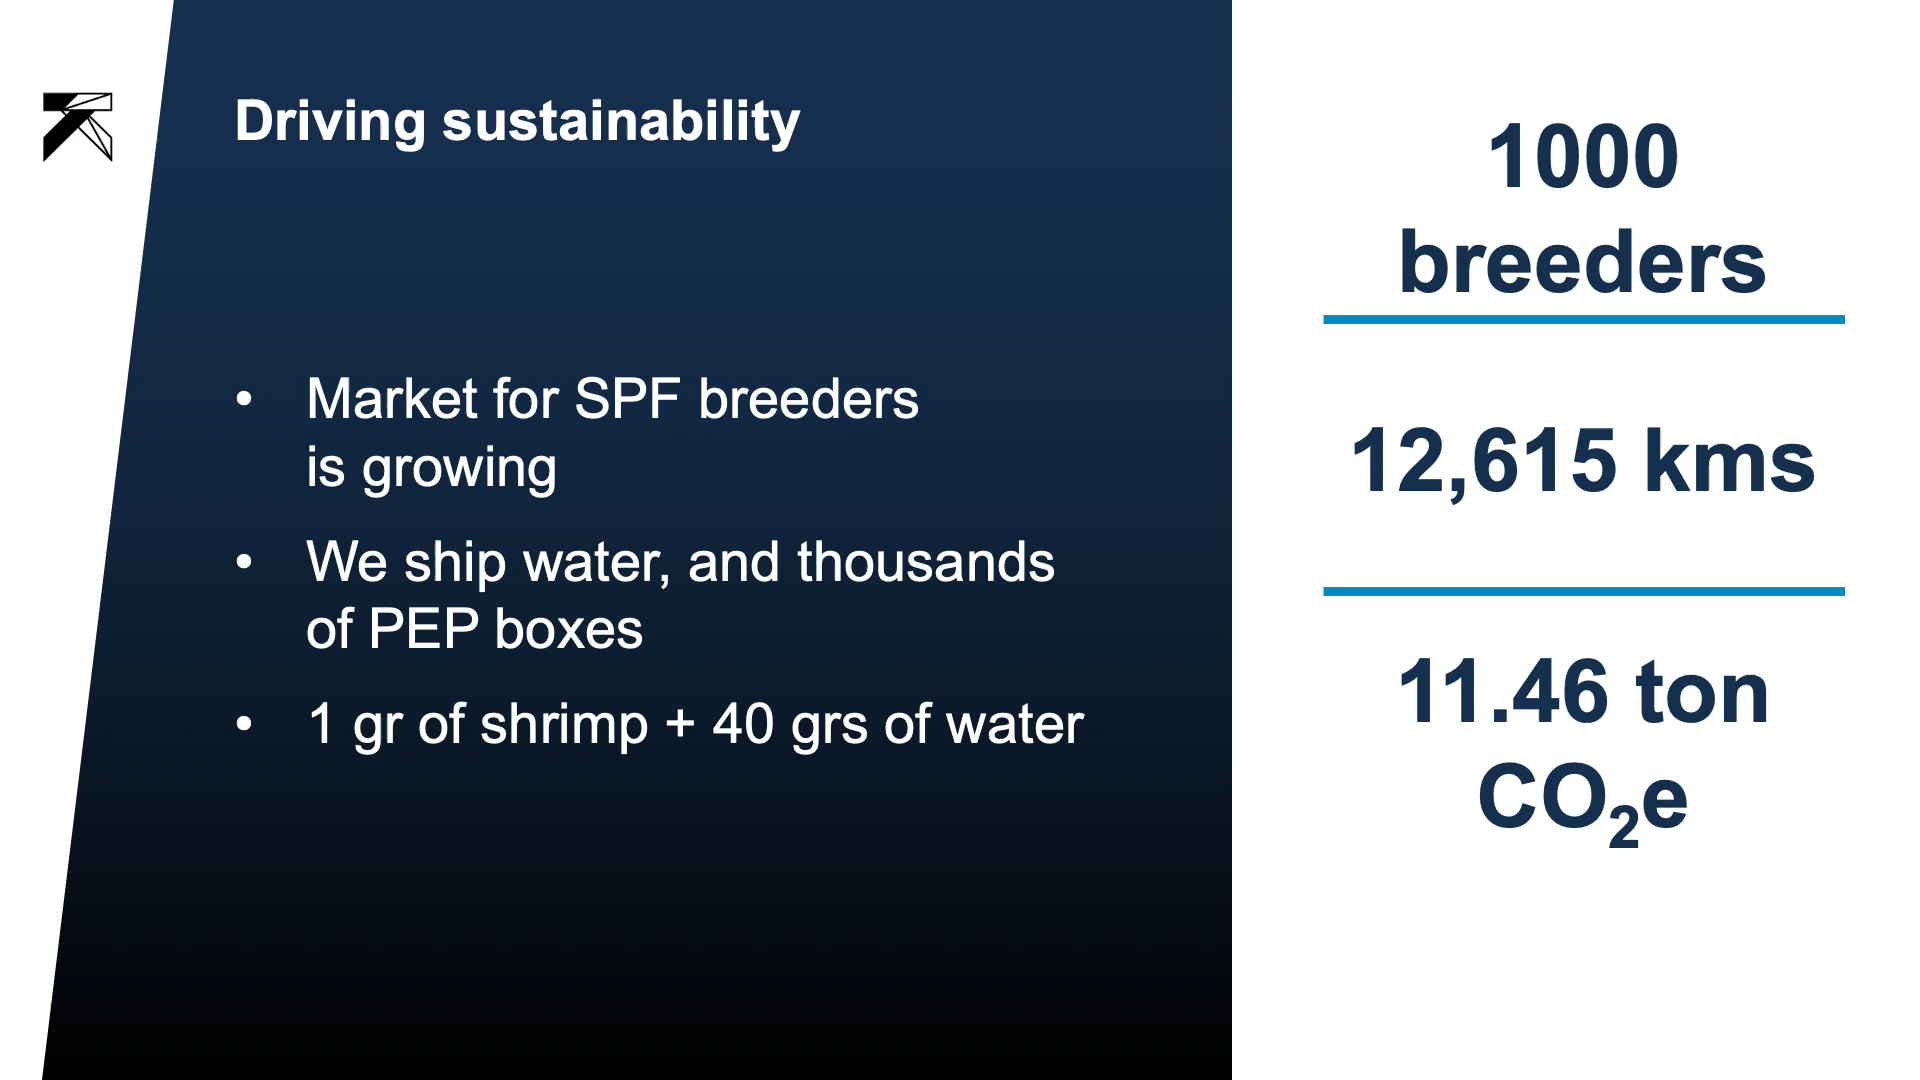 Driving sustainability
• Market for SPF breeders
is growing
• We ship water, and thousands
of PEP boxes
• 1 gr of shrimp + 40 grs of water
1000
breeders
12,615 kms
11.46 ton
CO₂e